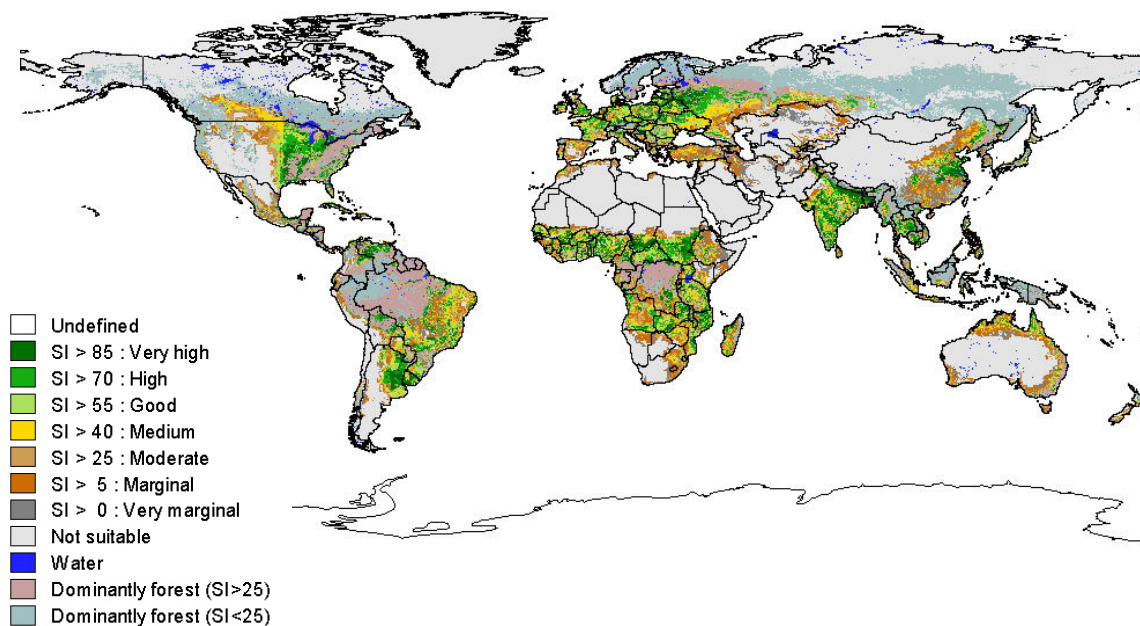 Undefined
SI > 85 : Very high
SI > 70 : High
SI > 55 : Good
SI > 40 : Medium
SI > 25 : Moderate
SI > 5 : Marginal
SI > 0 : Very marginal
Not suitable
Water
Dominantly forest (SI>25)
Dominantly forest (SI<25)